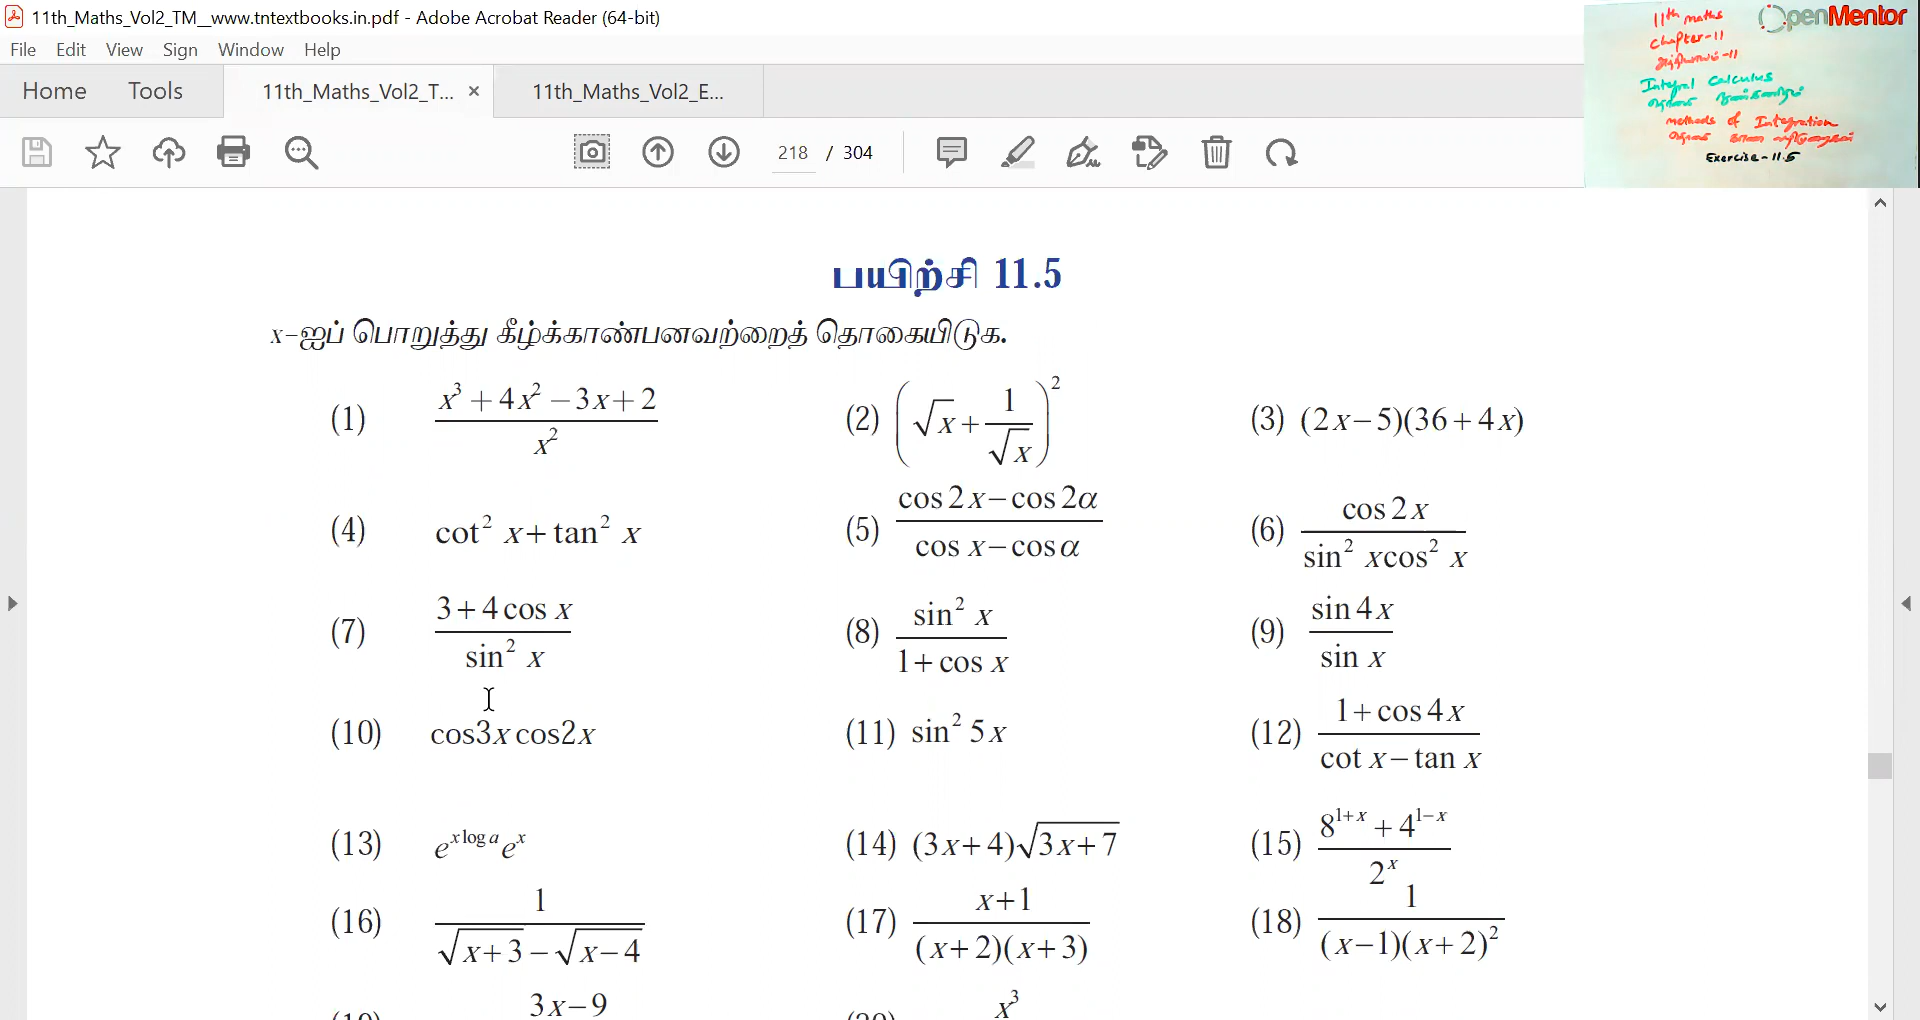 11th_Maths_Vol2_TM__www.tntextbooks.in.pdf - Adobe Acrobat Reader (64-bit)
File Edit View Sign Window Help
Home Tools 11th_Maths_Vol2_T... × 11th_Maths_Vol2_E...
218 / 304
OpenMentor
11th maths
Chapter-11
Integral Calculus
methods of Integration
Exercise-11.5
பயிற்சி 11.5
x-ஐப் பொறுத்து கீழ்க்காண்பனவற்றைத் தொகையிடுக.
(1) (x³ + 4x² − 3x + 2)/x² (2) (√x + 1/√x)² (3) (2x−5)(36+4x)
(4) cot² x + tan² x (5) (cos 2x − cos 2α)/(cos x − cos α) (6) cos 2x/(sin² x cos² x)
(7) (3 + 4 cos x)/(sin² x) (8) sin² x/(1 + cos x) (9) sin 4x/sin x
(10) cos3x cos2x (11) sin² 5x (12) (1 + cos 4x)/(cot x − tan x)
(13) e^(x log a) e^x (14) (3x+4)√(3x+7) (15) (8^(1+x) + 4^(1−x))/2^x
(16) 1/(√(x+3) − √(x−4)) (17) (x+1)/((x+2)(x+3)) (18) 1/((x−1)(x+2)²)
3x−9 x³